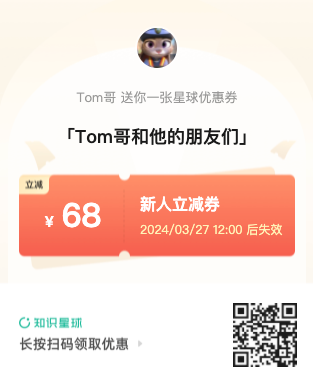 Tom哥 送你一张星球优惠券
「Tom哥和他的朋友们」
立减
¥ 68
新人立减券
2024/03/27 12:00 后失效
知识星球
长按扫码领取优惠